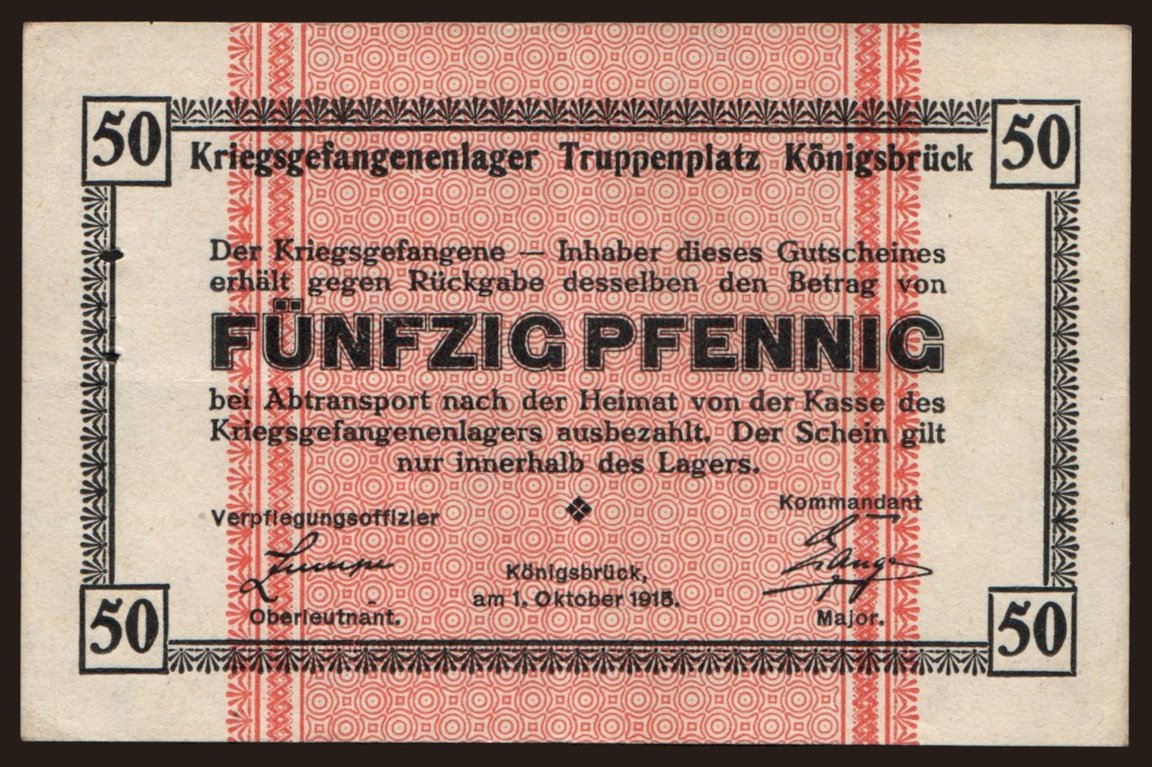 50 50
Kriegsgefangenenlager Truppenplatz Königsbrück
Der Kriegsgefangene — Inhaber dieses Gutscheines
erhält gegen Rückgabe desselben den Betrag von
FÜNFZIG PFENNIG
bei Abtransport nach der Heimat von der Kasse des
Kriegsgefangenenlagers ausbezahlt. Der Schein gilt
nur innerhalb des Lagers.
Verpflegungsoffizier
Kommandant
Königsbrück,
am 1. Oktober
Oberleutnant.
Major.
50 50